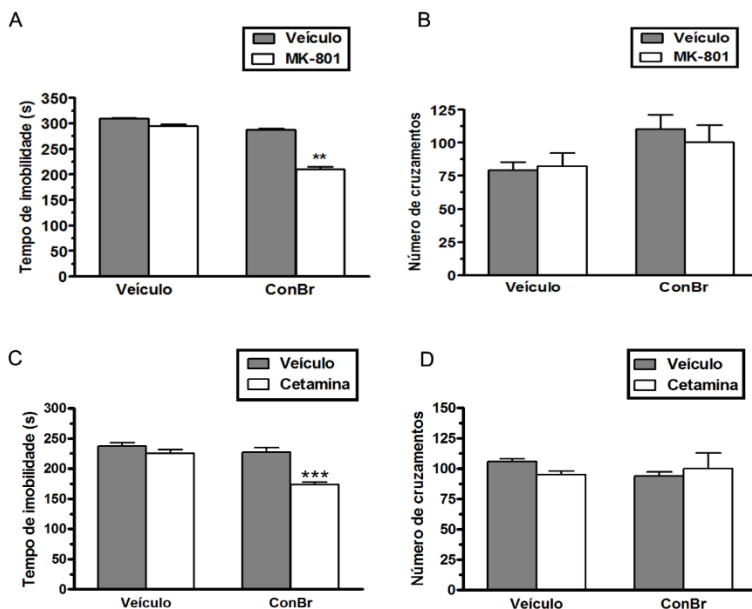 A
Veículo
MK-801
Tempo de imobilidade (s)
350
300
250
200
150
100
50
0
**
Veículo
ConBr
B
Veículo
MK-801
Número de cruzamentos
125
100
75
50
25
0
Veículo
ConBr
C
Veículo
Cetamina
Tempo de imobilidade (s)
300
250
200
150
100
50
0
***
Veículo
ConBr
D
Veículo
Cetamina
Número de cruzamentos
150
125
100
75
50
25
0
Veículo
ConBr